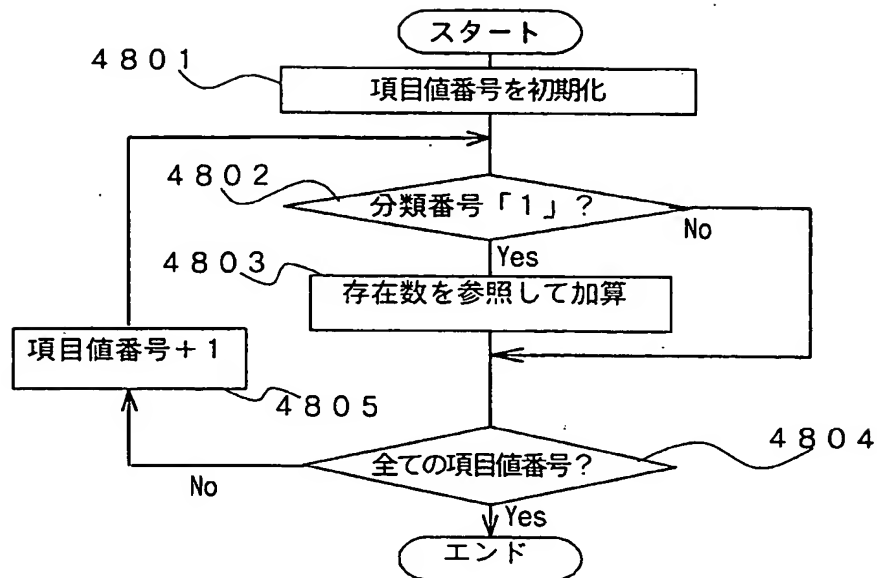 スタート
4801
項目値番号を初期化
4802
分類番号「1」?
No
Yes
4803
存在数を参照して加算
項目値番号+1
4805
4804
全ての項目値番号?
No
Yes
エンド